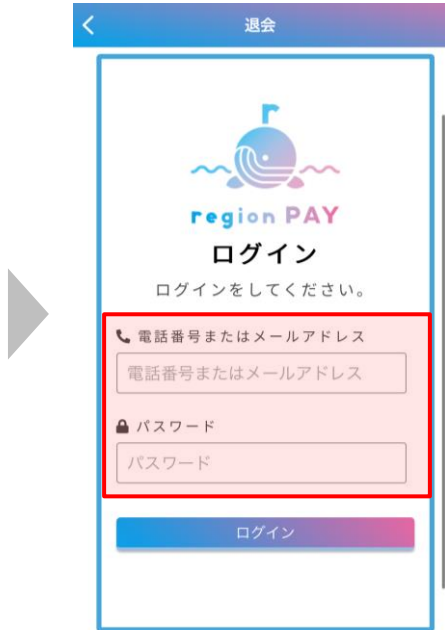 退会
region PAY
ログイン
ログインをしてください。
電話番号またはメールアドレス
電話番号またはメールアドレス
パスワード
パスワード
ログイン